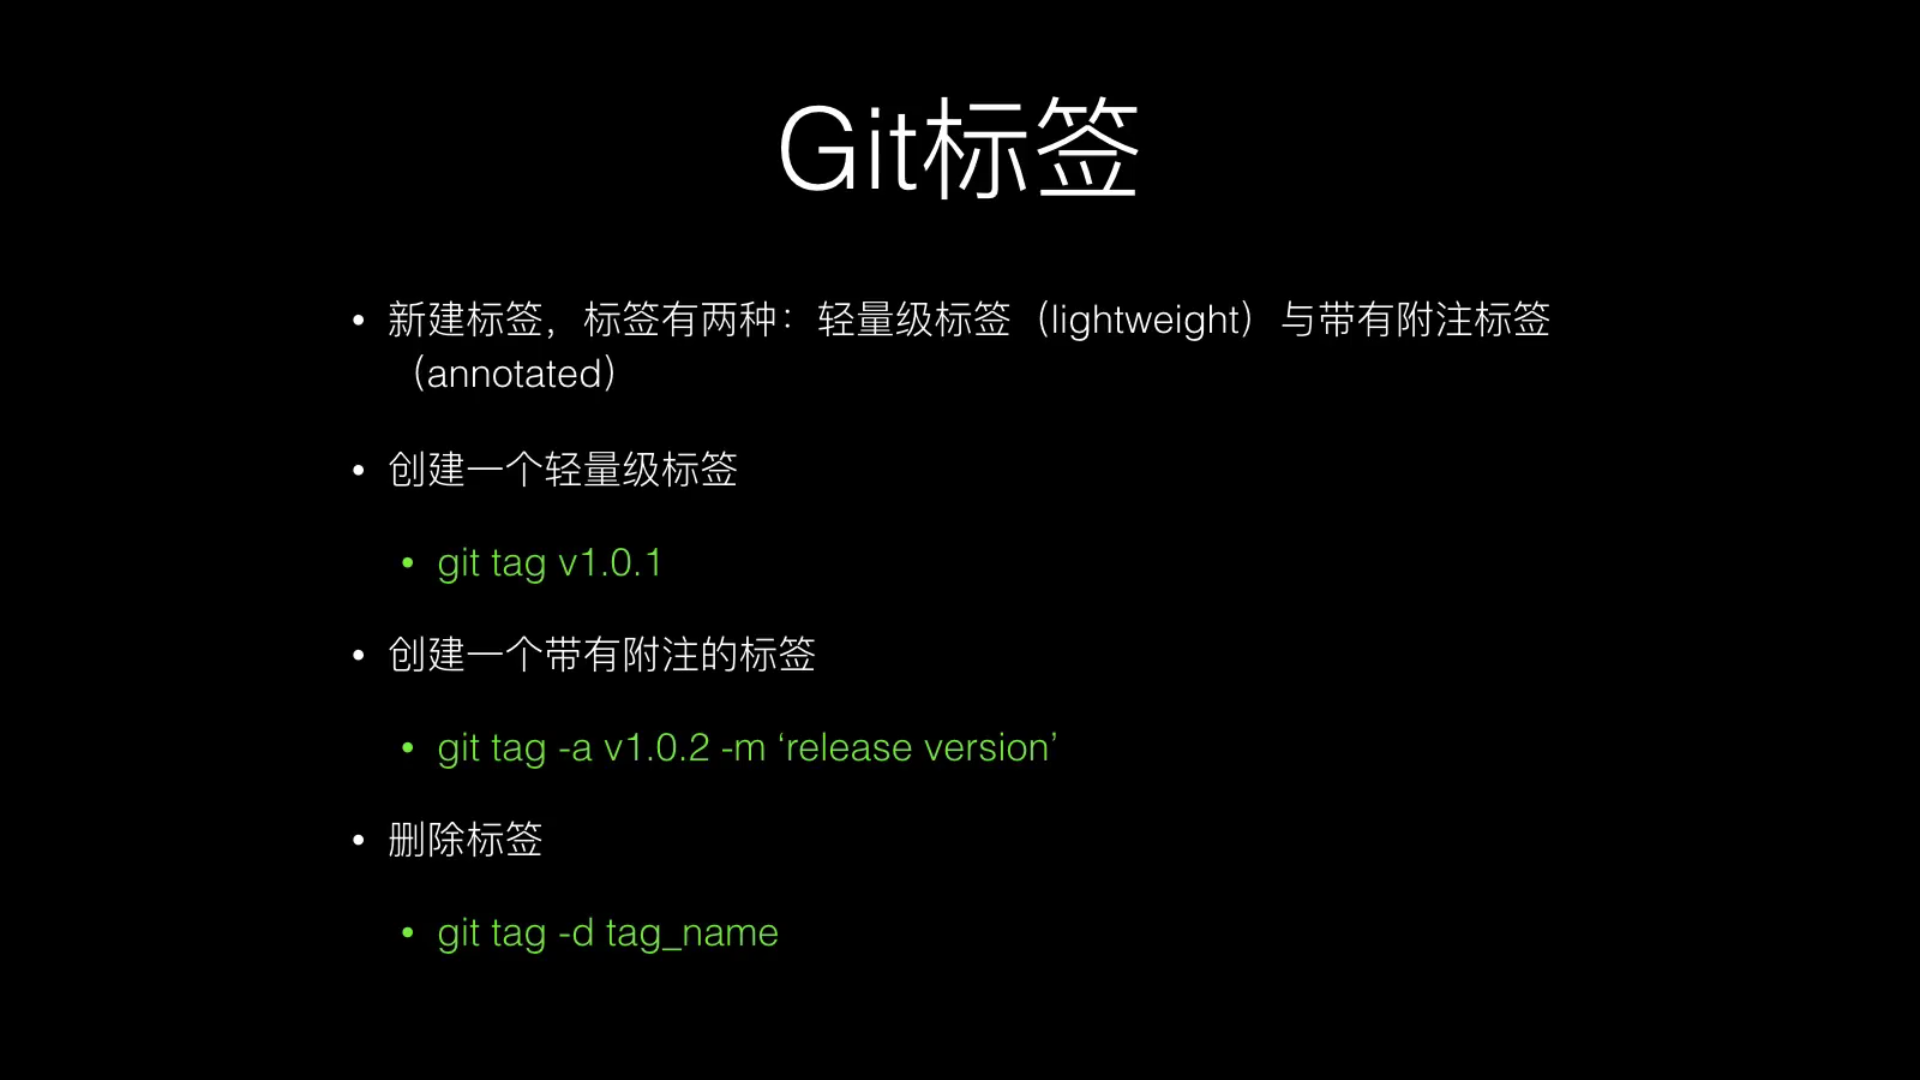 Git标签
• 新建标签，标签有两种：轻量级标签（lightweight）与带有附注标签
（annotated）
• 创建一个轻量级标签
• git tag v1.0.1
• 创建一个带有附注的标签
• git tag -a v1.0.2 -m ‘release version’
• 删除标签
• git tag -d tag_name